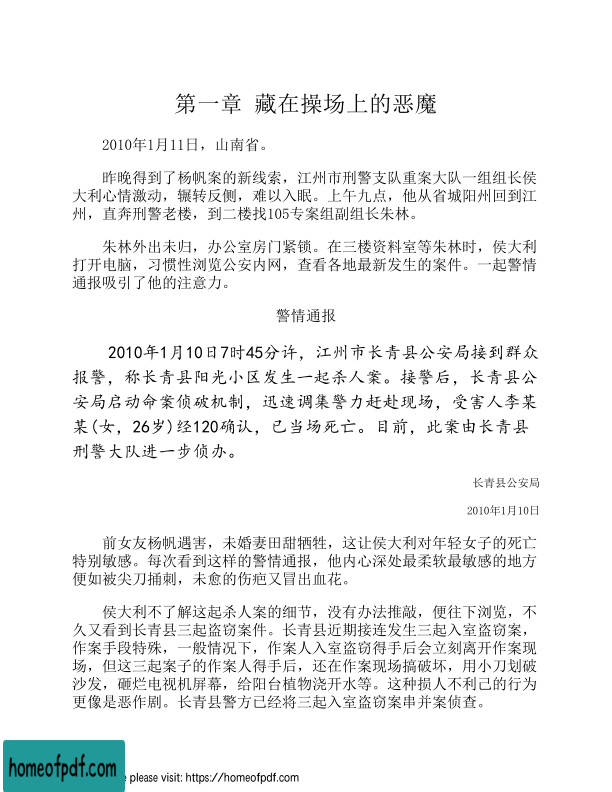 第一章 藏在操场上的恶魔
2010年1月11日，山南省。
昨晚得到了杨帆案的新线索，江州市刑警支队重案大队一组组长侯
大利心情激动，辗转反侧，难以入眠。上午九点，他从省城阳州回到江
州，直奔刑警老楼，到二楼找105专案组副组长朱林。
朱林外出未归，办公室房门紧锁。在三楼资料室等朱林时，侯大利
打开电脑，习惯性浏览公安内网，查看各地最新发生的案件。一起警情
通报吸引了他的注意力。
警情通报
2010年1月10日7时45分许，江州市长青县公安局接到群众
报警，称长青县阳光小区发生一起杀人案。接警后，长青县公
安局启动命案侦破机制，迅速调集警力赶赴现场，受害人李某
某(女，26岁)经120确认，已当场死亡。目前，此案由长青县
刑警大队进一步侦办。
长青县公安局
2010年1月10日
前女友杨帆遇害，未婚妻田甜牺牲，这让侯大利对年轻女子的死亡
特别敏感。每次看到这样的警情通报，他内心深处最柔软最敏感的地方
便如被尖刀捅刺，未愈的伤疤又冒出血花。
侯大利不了解这起杀人案的细节，没有办法推敲，便往下浏览，不
久又看到长青县三起盗窃案件。长青县近期接连发生三起入室盗窃案，
作案手段特殊，一般情况下，作案人入室盗窃得手后会立刻离开作案现
场，但这三起案子的作案人得手后，还在作案现场搞破坏，用小刀划破
沙发，砸烂电视机屏幕，给阳台植物浇开水等。这种损人不利己的行为
更像是恶作剧。长青县警方已经将三起入室盗窃案串并案侦查。
homeofpdf.com
e please visit: https://homeofpdf.com